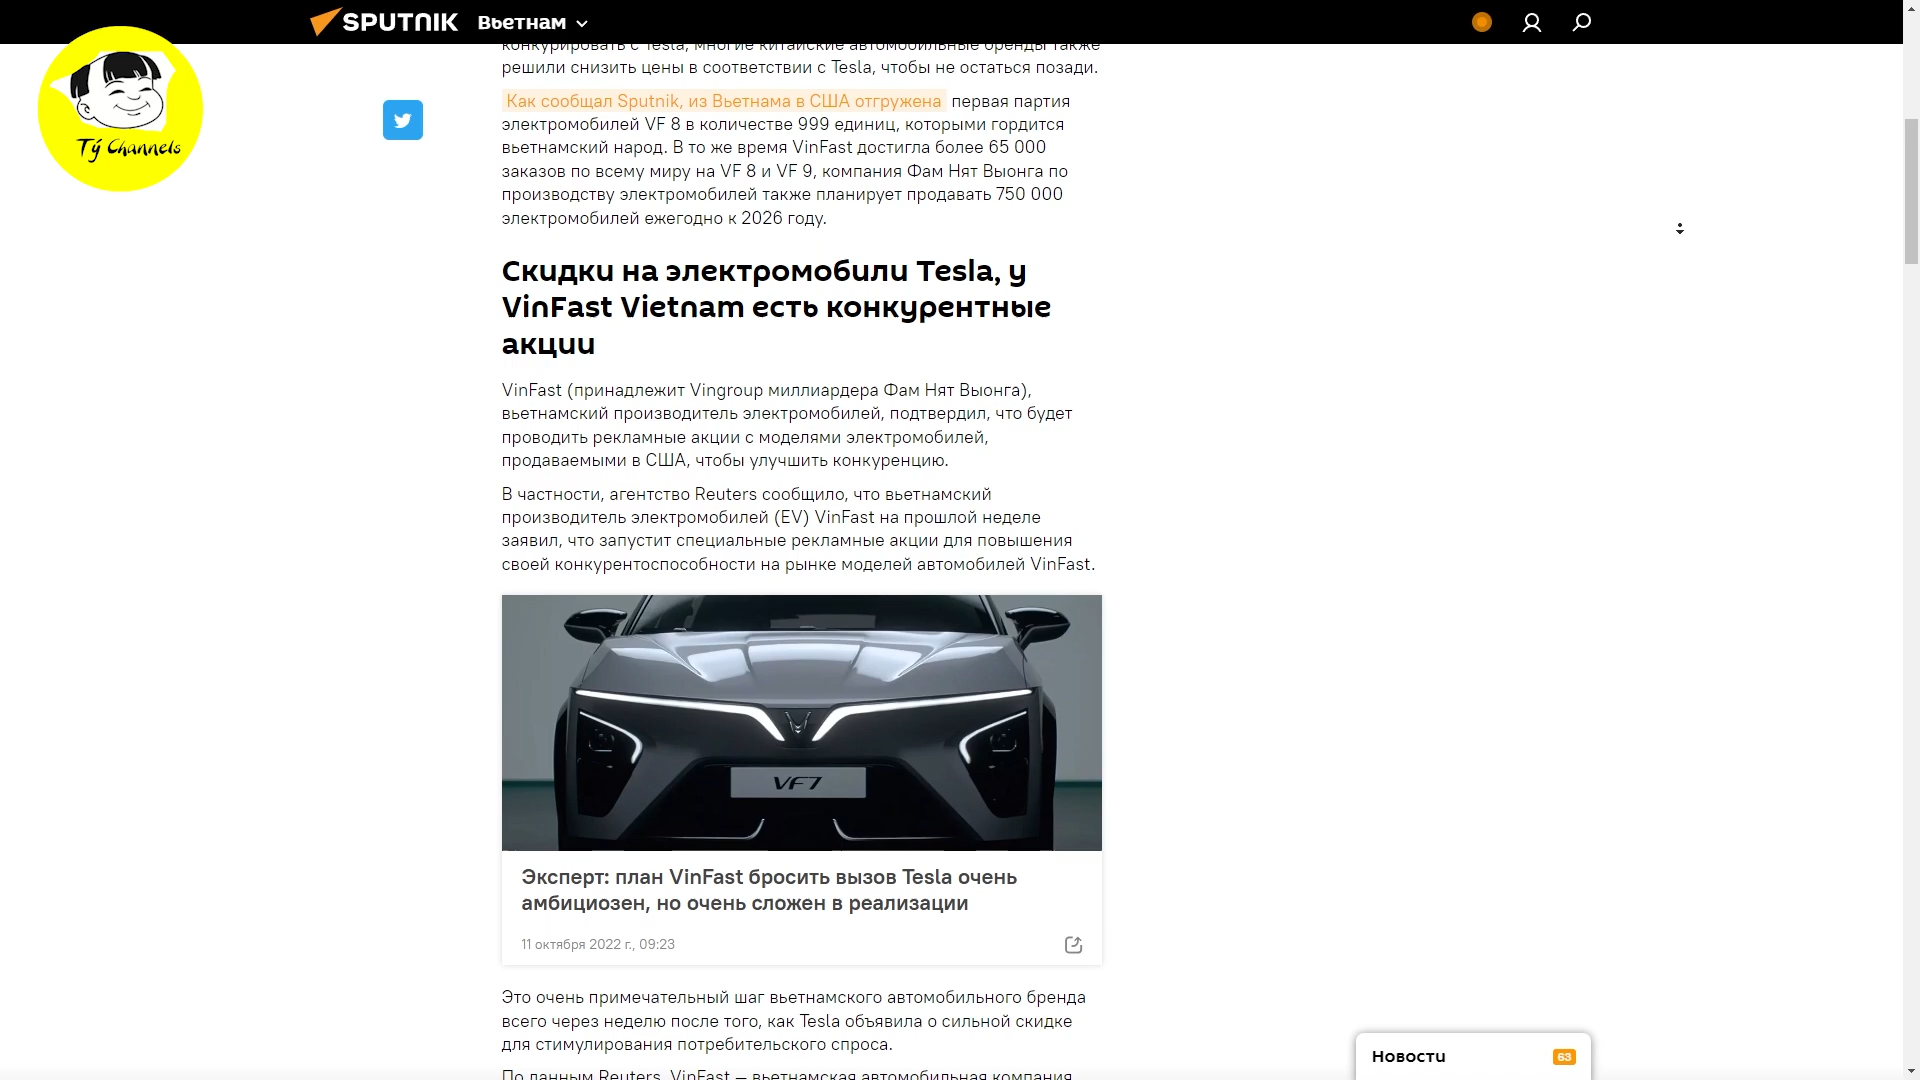 SPUTNIK Вьетнам
Tý Channels
конкурировать с Tesla, многие китайские автомобильные бренды также
решили снизить цены в соответствии с Tesla, чтобы не остаться позади.
Как сообщал Sputnik, из Вьетнама в США отгружена первая партия
электромобилей VF 8 в количестве 999 единиц, которыми гордится
вьетнамский народ. В то же время VinFast достигла более 65 000
заказов по всему миру на VF 8 и VF 9, компания Фам Нят Выонга по
производству электромобилей также планирует продавать 750 000
электромобилей ежегодно к 2026 году.
Скидки на электромобили Tesla, у
VinFast Vietnam есть конкурентные
акции
VinFast (принадлежит Vingroup миллиардера Фам Нят Выонга),
вьетнамский производитель электромобилей, подтвердил, что будет
проводить рекламные акции с моделями электромобилей,
продаваемыми в США, чтобы улучшить конкуренцию.
В частности, агентство Reuters сообщило, что вьетнамский
производитель электромобилей (EV) VinFast на прошлой неделе
заявил, что запустит специальные рекламные акции для повышения
своей конкурентоспособности на рынке моделей автомобилей VinFast.
VF7
Эксперт: план VinFast бросить вызов Tesla очень
амбициозен, но очень сложен в реализации
11 октября 2022 г., 09:23
Это очень примечательный шаг вьетнамского автомобильного бренда
всего через неделю после того, как Tesla объявила о сильной скидке
для стимулирования потребительского спроса.
По данным Reuters, VinFast — вьетнамская автомобильная компания
Новости 63